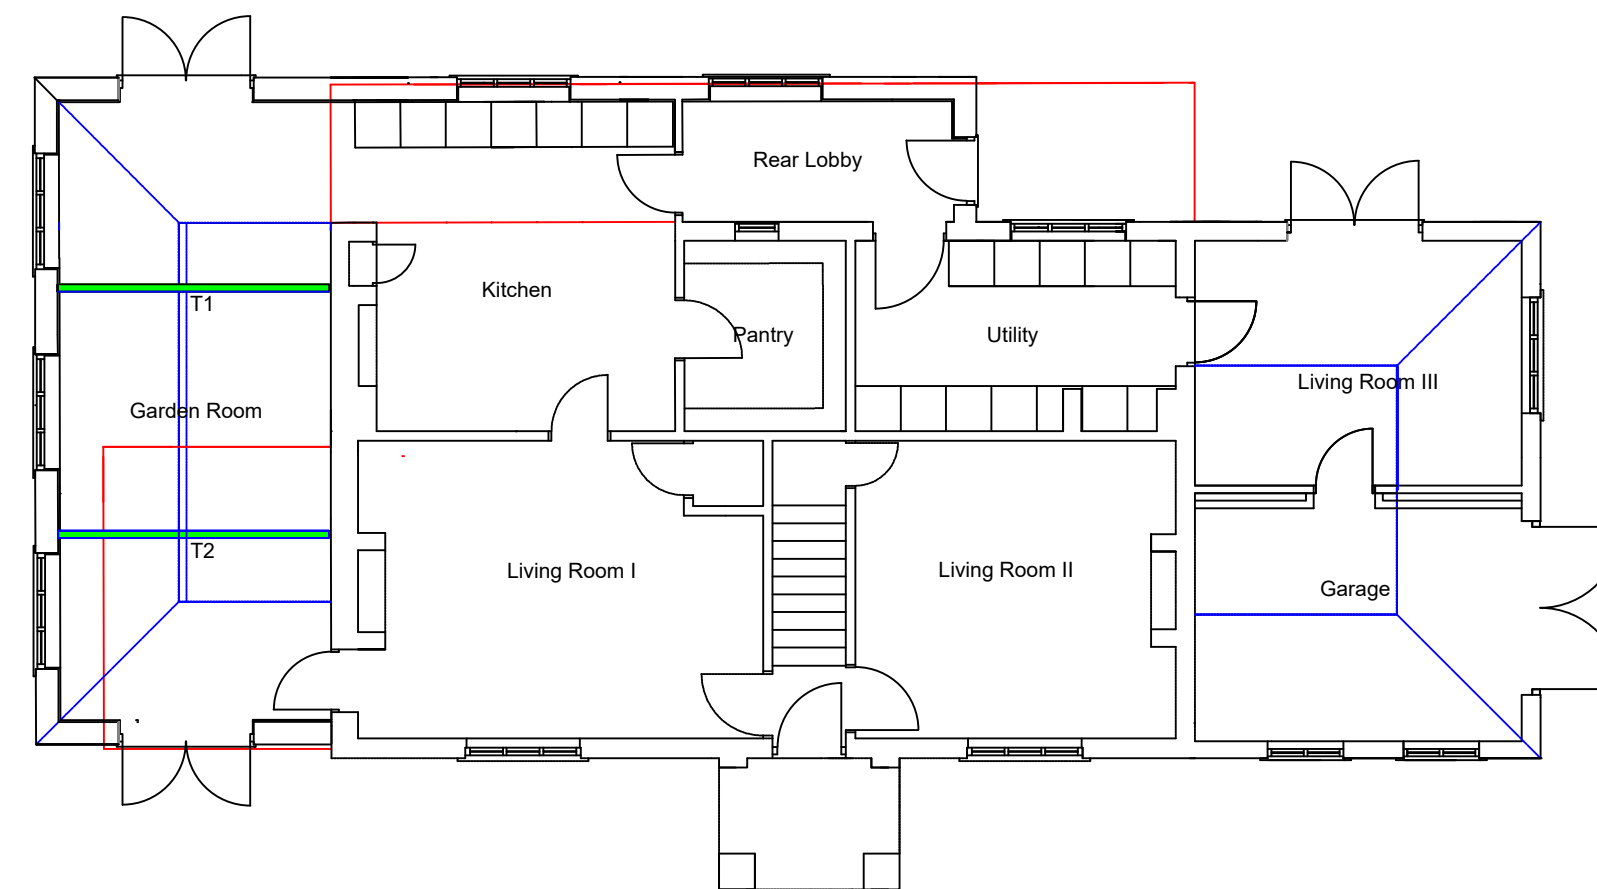 Rear Lobby
Kitchen
T1
Pantry
Utility
Living Room III
Garden Room
T2
Living Room I
Living Room II
Garage